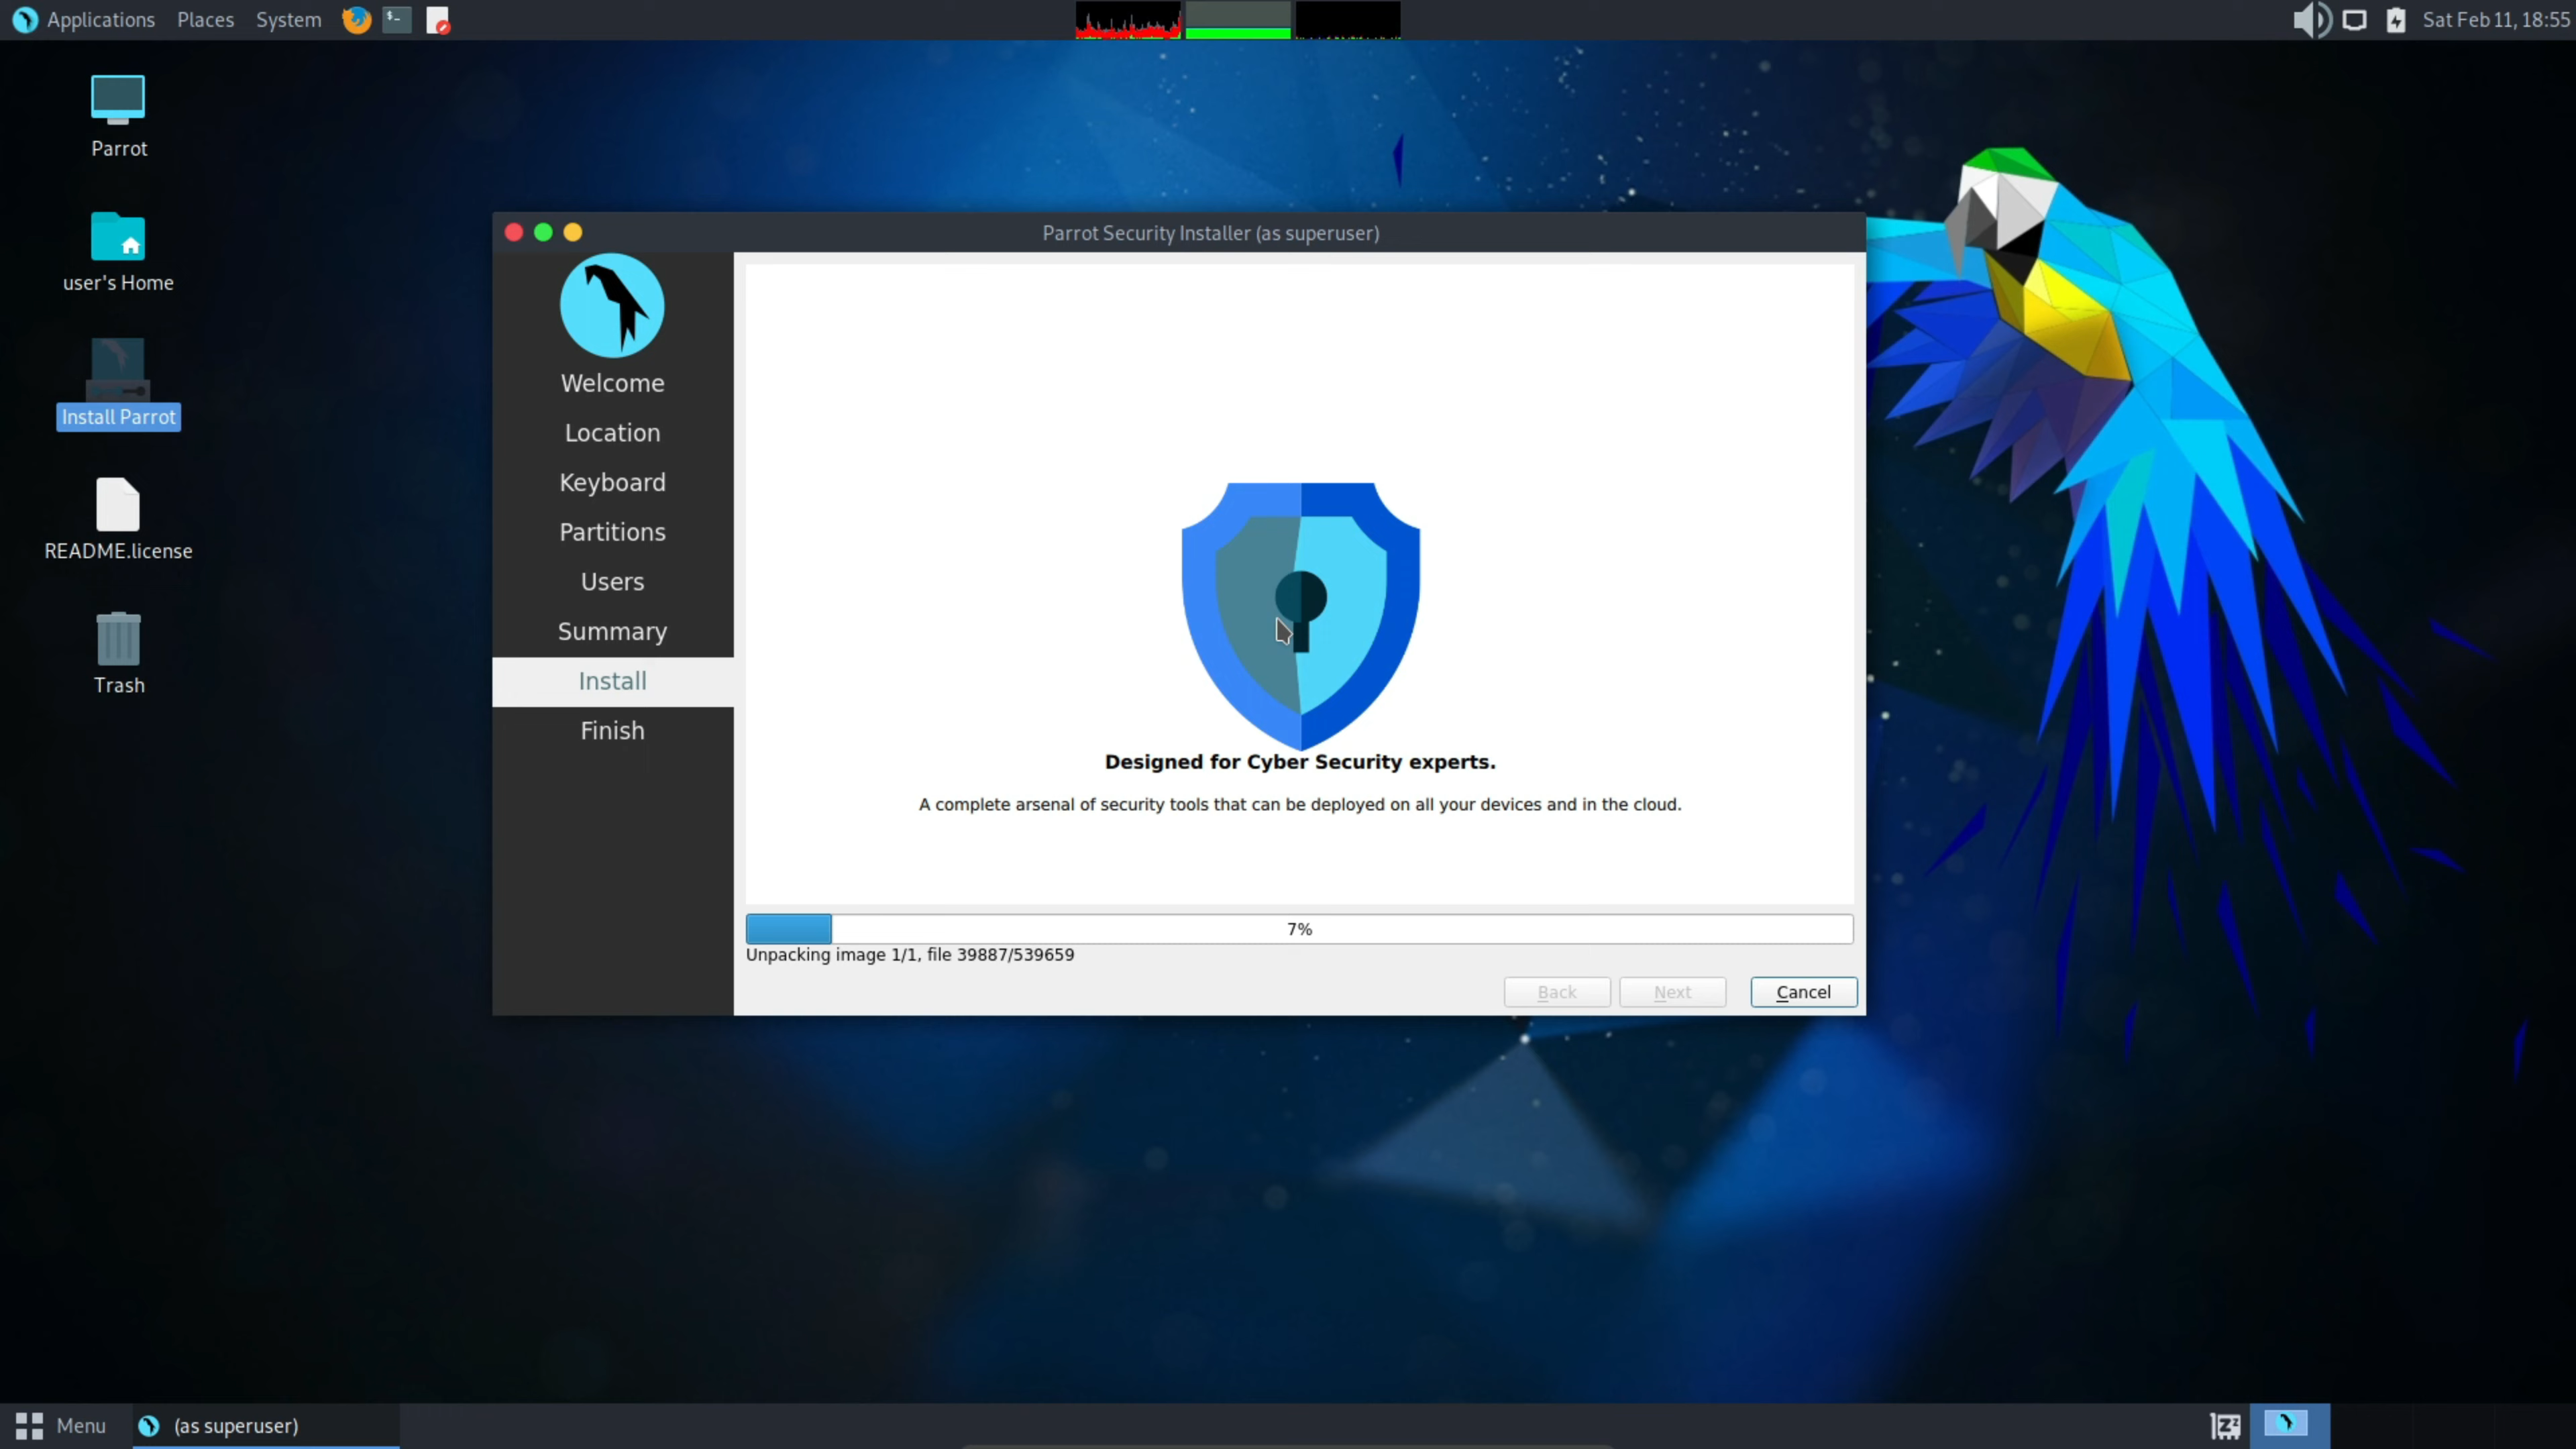 Applications Places System
Sat Feb 11, 18:55
Parrot
user's Home
Install Parrot
README.license
Trash
Parrot Security Installer (as superuser)
Welcome
Location
Keyboard
Partitions
Users
Summary
Install
Finish
Designed for Cyber Security experts.
A complete arsenal of security tools that can be deployed on all your devices and in the cloud.
7%
Unpacking image 1/1, file 39887/539659
Back Next Cancel
Menu (as superuser)